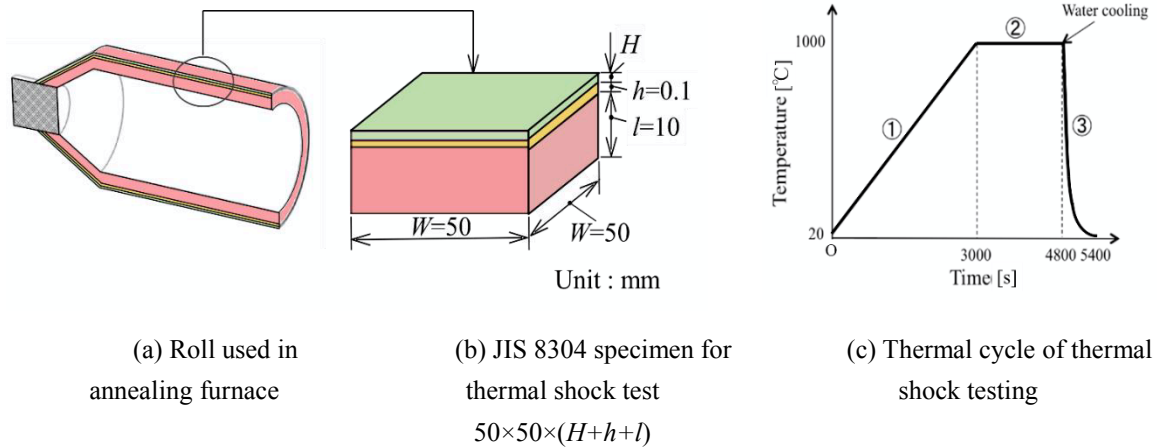 H
h=0.1
l=10
W=50
W=50
Unit : mm
Water cooling
②
1000
①
③
Temperature [℃]
20
O
3000
4800 5400
Time [s]
(a) Roll used in
annealing furnace
(b) JIS 8304 specimen for
thermal shock test
50×50×(H+h+l)
(c) Thermal cycle of thermal
shock testing